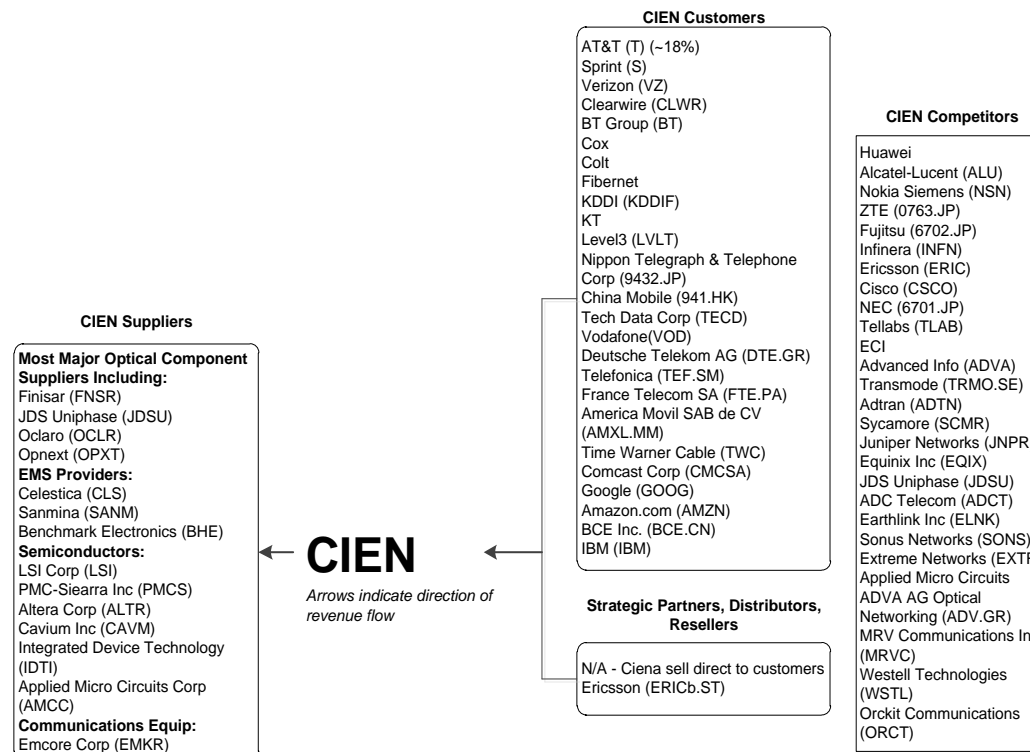 CIEN Customers
AT&T (T) (~18%)
Sprint (S)
Verizon (VZ)
Clearwire (CLWR)
BT Group (BT)
Cox
Colt
Fibernet
KDDI (KDDIF)
KT
Level3 (LVLT)
Nippon Telegraph & Telephone
Corp (9432.JP)
China Mobile (941.HK)
Tech Data Corp (TECD)
Vodafone(VOD)
Deutsche Telekom AG (DTE.GR)
Telefonica (TEF.SM)
France Telecom SA (FTE.PA)
America Movil SAB de CV
(AMXL.MM)
Time Warner Cable (TWC)
Comcast Corp (CMCSA)
Google (GOOG)
Amazon.com (AMZN)
BCE Inc. (BCE.CN)
IBM (IBM)
CIEN Competitors
Huawei
Alcatel-Lucent (ALU)
Nokia Siemens (NSN)
ZTE (0763.JP)
Fujitsu (6702.JP)
Infinera (INFN)
Ericsson (ERIC)
Cisco (CSCO)
NEC (6701.JP)
Tellabs (TLAB)
ECI
Advanced Info (ADVA)
Transmode (TRMO.SE)
Adtran (ADTN)
Sycamore (SCMR)
Juniper Networks (JNPR
Equinix Inc (EQIX)
JDS Uniphase (JDSU)
ADC Telecom (ADCT)
Earthlink Inc (ELNK)
Sonus Networks (SONS)
Extreme Networks (EXTR
Applied Micro Circuits
ADVA AG Optical
Networking (ADV.GR)
MRV Communications In
(MRVC)
Westell Technologies
(WSTL)
Orckit Communications
(ORCT)
CIEN Suppliers
Most Major Optical Component
Suppliers Including:
Finisar (FNSR)
JDS Uniphase (JDSU)
Oclaro (OCLR)
Opnext (OPXT)
EMS Providers:
Celestica (CLS)
Sanmina (SANM)
Benchmark Electronics (BHE)
Semiconductors:
LSI Corp (LSI)
PMC-Siearra Inc (PMCS)
Altera Corp (ALTR)
Cavium Inc (CAVM)
Integrated Device Technology
(IDTI)
Applied Micro Circuits Corp
(AMCC)
Communications Equip:
Emcore Corp (EMKR)
CIEN
Arrows indicate direction of
revenue flow
Strategic Partners, Distributors,
Resellers
N/A - Ciena sell direct to customers
Ericsson (ERICb.ST)